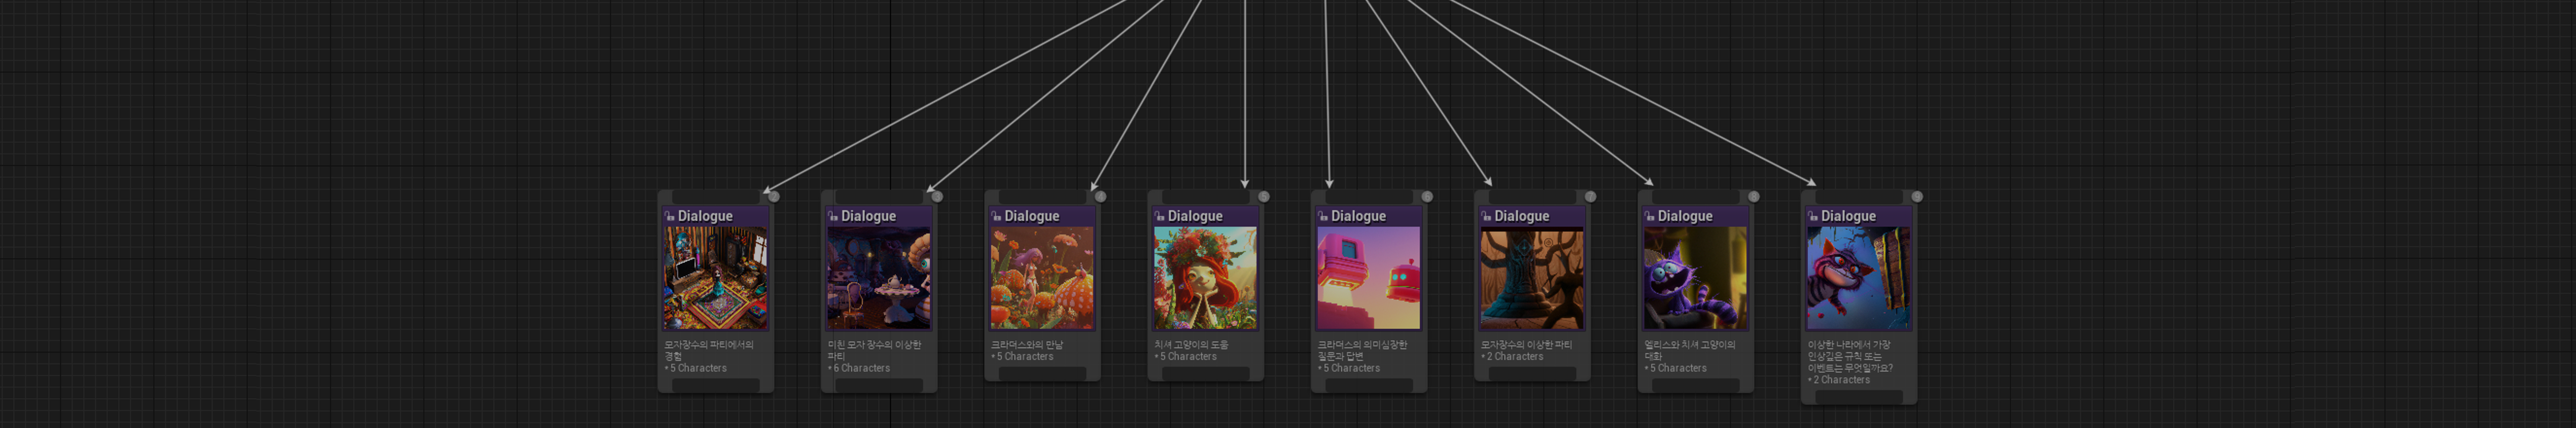 Dialogue
모자장수의 파티에서의
경험
* 5 Characters
Dialogue
미친 모자 장수의 이상한
파티
* 6 Characters
Dialogue
크라더스와의 만남
* 5 Characters
Dialogue
치셔 고양이의 도움
* 5 Characters
Dialogue
크라더스의 의미심장한
질문과 답변
* 5 Characters
Dialogue
모자장수의 이상한 파티
* 2 Characters
Dialogue
앨리스와 치셔 고양이의
대화
* 5 Characters
Dialogue
이상한 나라에서 가장
인상깊은 규칙 또는
이벤트는 무엇일까요?
* 2 Characters